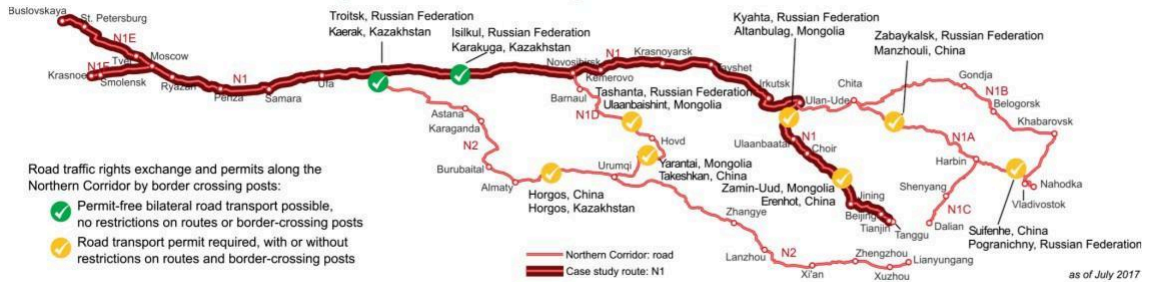 Buslovskaya
St. Petersburg
N1E
Tver
Moscow
Krasnoe
Smolensk
Ryazan
N1
Penza
Samara
Ufa
Troitsk, Russian Federation
Kaerak, Kazakhstan
Isilkul, Russian Federation
Karakuga, Kazakhstan
Novosibirsk
N1
Krasnoyarsk
Kemerovo
Tayshet
Barnaul
Tashanta, Russian Federation
Ulaanbaishint, Mongolia
N1D
Kyahta, Russian Federation
Altanbulag, Mongolia
Irkutsk
Ulan-Ude
Zabaykalsk, Russian Federation
Manzhouli, China
Chita
Gondja
N1B
Belogorsk
Khabarovsk
N1A
Astana
Karaganda
N2
Burubaital
Almaty
Horgos, China
Horgos, Kazakhstan
Hovd
Urumqi
Yarantai, Mongolia
Takeshkan, China
Ulaanbaatar
N1
Choir
Zamin-Uud, Mongolia
Erenhot, China
Jining
Beijing
Tianjin
Tanggu
Harbin
Shenyang
N1C
Dalian
Nahodka
Vladivostok
Suifenhe, China
Pogranichny, Russian Federation
Zhangye
Lanzhou
N2
Xi'an
Zhengzhou
Xuzhou
Lianyungang
Road traffic rights exchange and permits along the
Northern Corridor by border crossing posts:
Permit-free bilateral road transport possible,
no restrictions on routes or border-crossing posts
Road transport permit required, with or without
restrictions on routes and border-crossing posts
Northern Corridor: road
Case study route: N1
as of July 2017